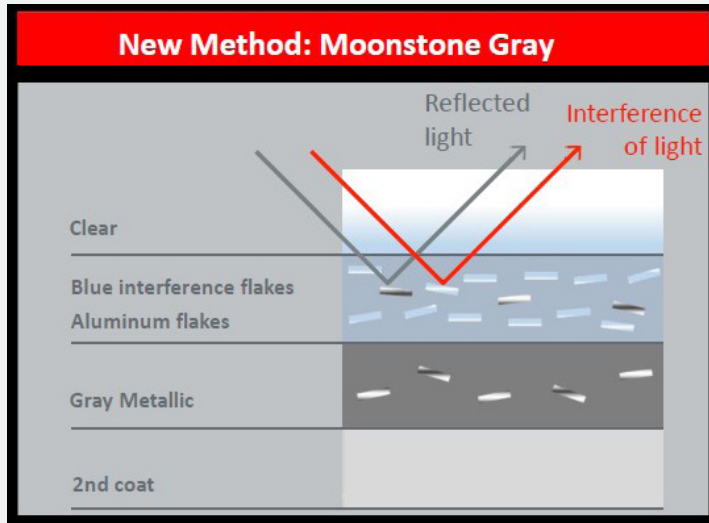 New Method: Moonstone Gray
Reflected
light
Interference
of light
Clear
Blue interference flakes
Aluminum flakes
Gray Metallic
2nd coat